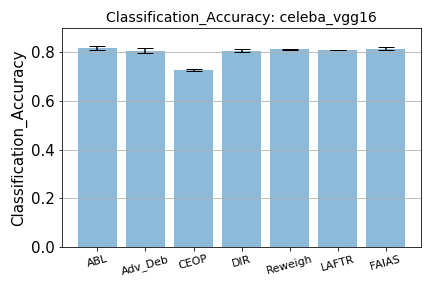 Classification_Accuracy: celeba_vgg16
Classification_Accuracy
0.8
0.6
0.4
0.2
0.0
ABL
Adv_Deb
CEOP
DIR
Reweigh
LAFTR
FAIAS